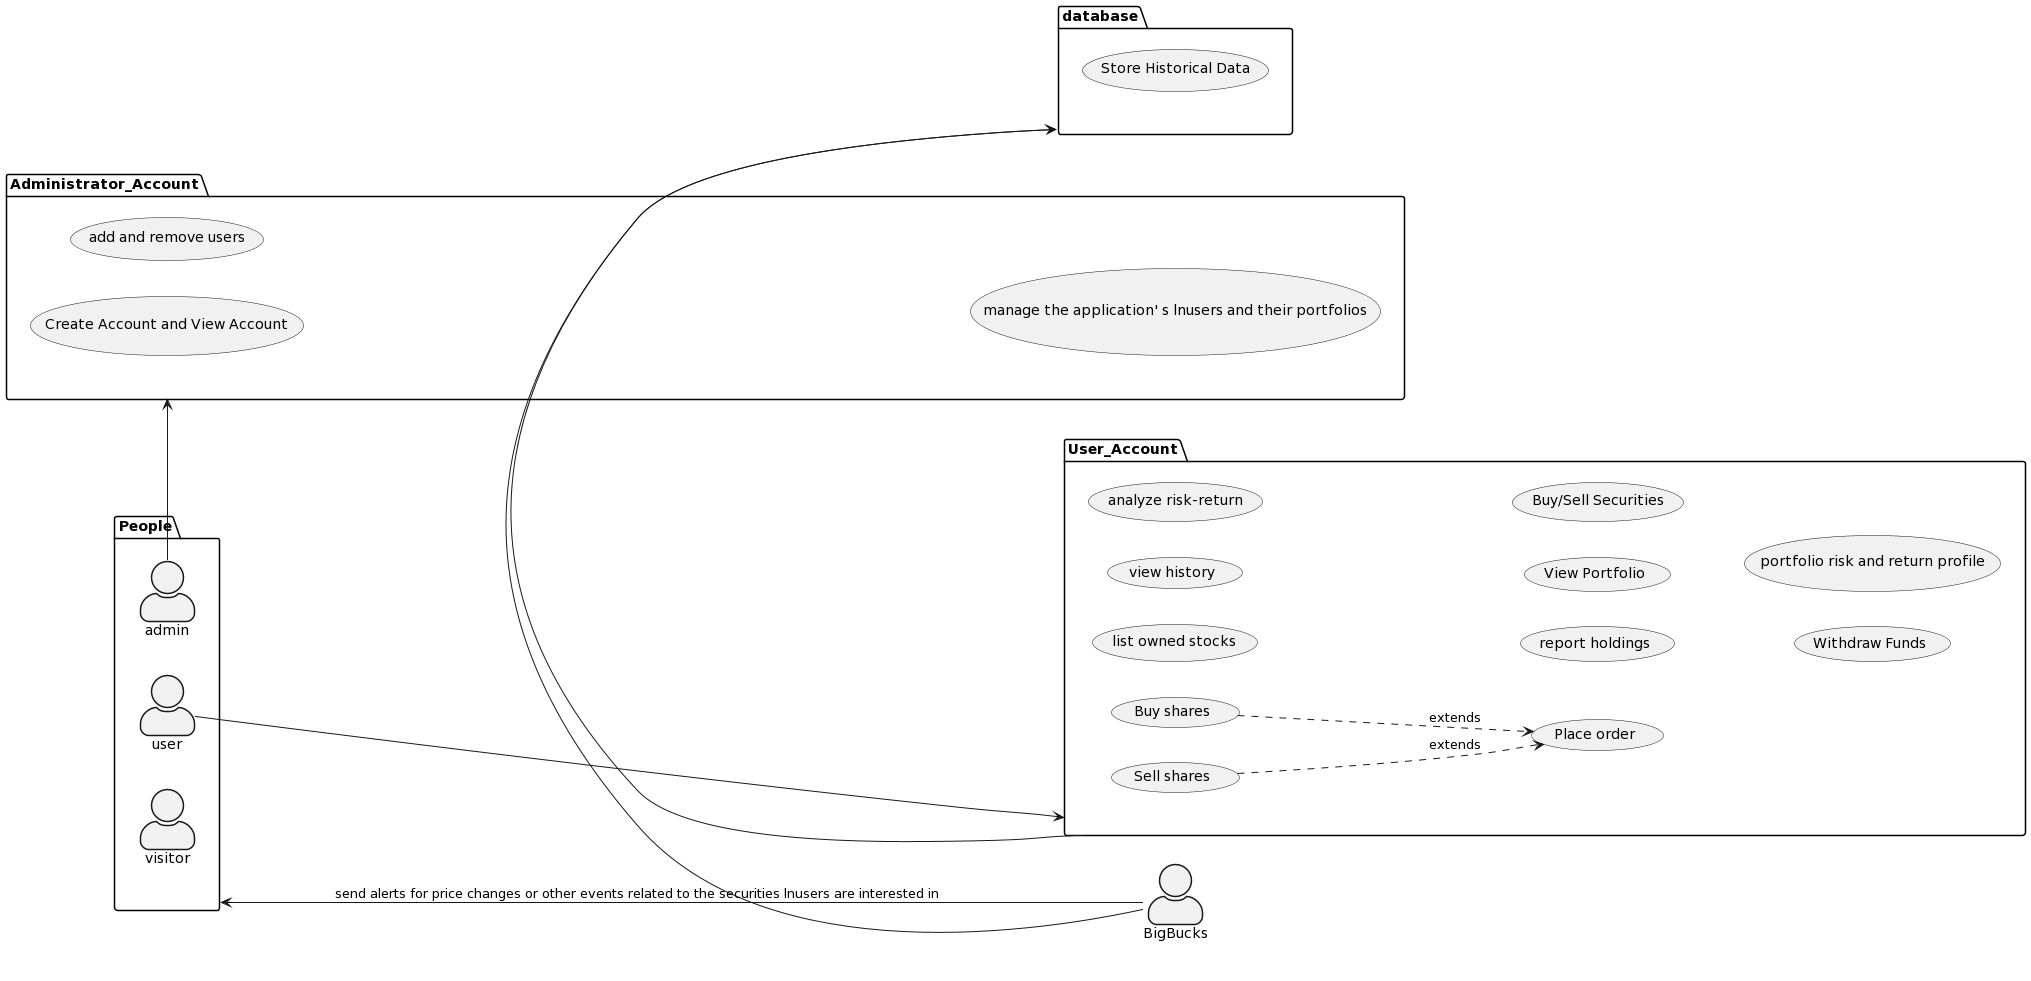 database
Store Historical Data
Administrator_Account
add and remove users
Create Account and View Account
manage the application' s lnusers and their portfolios
User_Account
analyze risk-return
Buy/Sell Securities
portfolio risk and return profile
view history
View Portfolio
list owned stocks
report holdings
Withdraw Funds
Buy shares
extends
Place order
extends
Sell shares
People
admin
user
visitor
send alerts for price changes or other events related to the securities lnusers are interested in
BigBucks